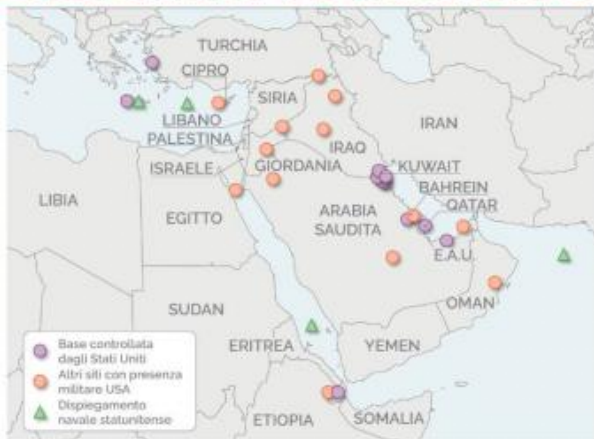 TURCHIA
CIPRO
SIRIA
LIBANO
PALESTINA
IRAQ
IRAN
ISRAELE
GIORDANIA
KUWAIT
BAHREIN
QATAR
LIBIA
EGITTO
ARABIA
SAUDITA
E.A.U.
OMAN
SUDAN
ERITREA
YEMEN
ETIOPIA
SOMALIA
Base controllata
dagli Stati Uniti
Altri siti con presenza
militare USA
Dispiegamento
navale statunitense